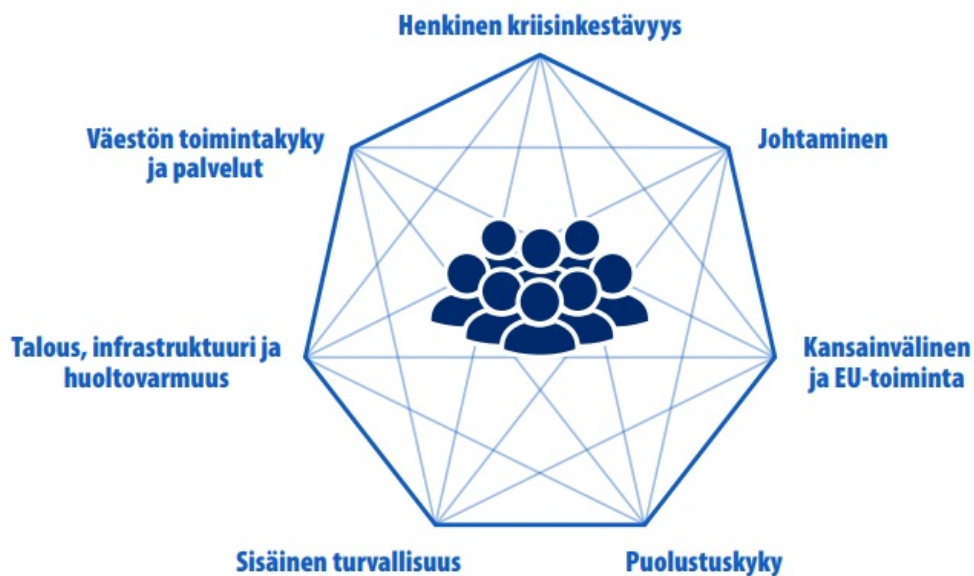 Henkinen kriisinkestävyys
Väestön toimintakyky
ja palvelut
Johtaminen
Talous, infrastruktuuri ja
huoltovarmuus
Kansainvälinen
ja EU-toiminta
Sisäinen turvallisuus
Puolustuskyky